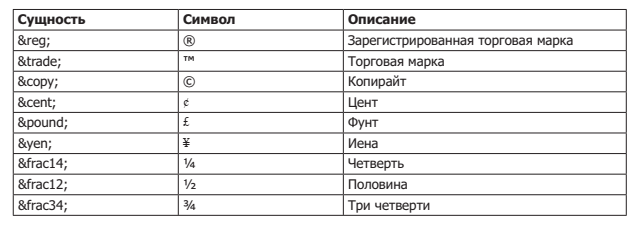 Сущность Символ Описание
&reg; ® Зарегистрированная торговая марка
&trade; ™ Торговая марка
&copy; © Копирайт
&cent; ¢ Цент
&pound; £ Фунт
&yen; ¥ Иена
&frac14; ¼ Четверть
&frac12; ½ Половина
&frac34; ¾ Три четверти